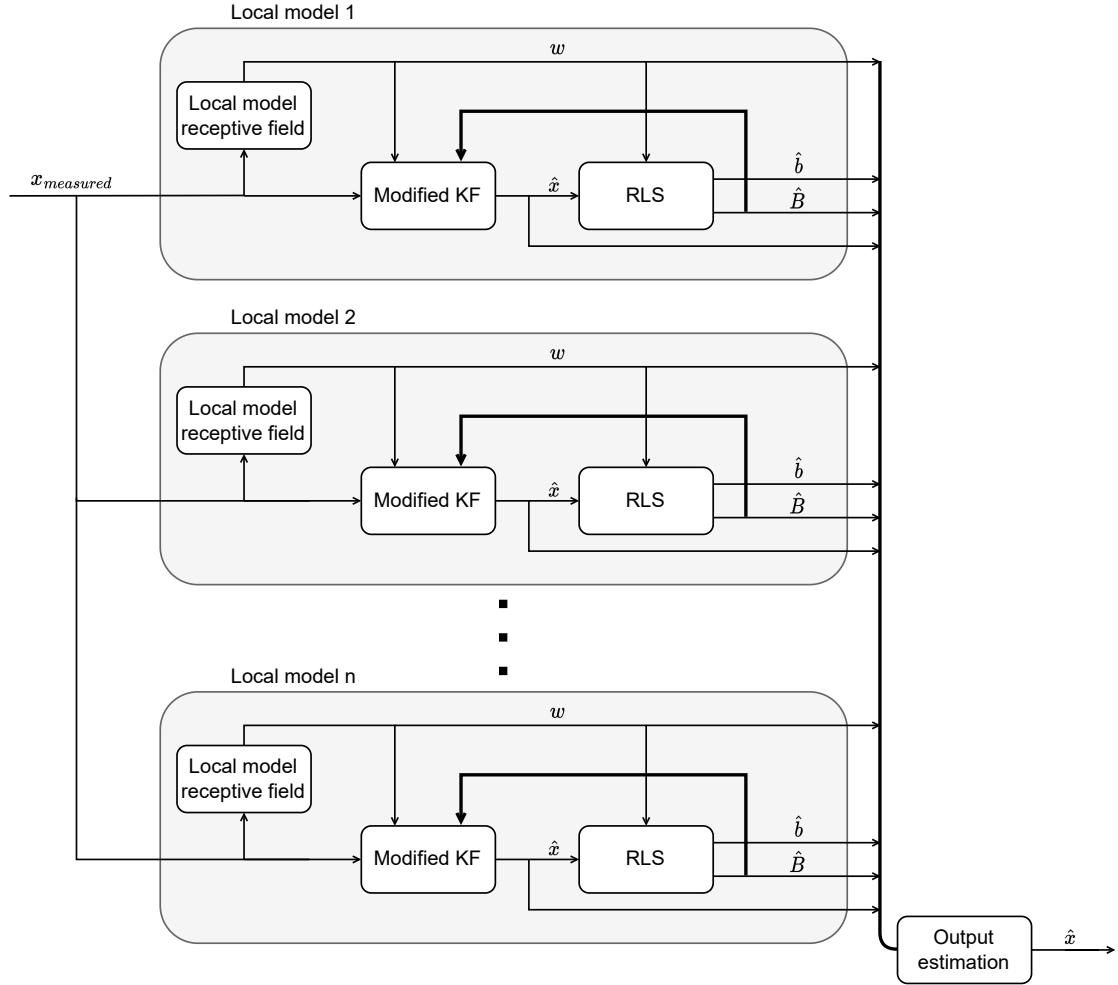 Local model 1
w
Local model
receptive field
x_measured
Modified KF
x̂
RLS
b̂
B̂
Local model 2
w
Local model
receptive field
Modified KF
x̂
RLS
b̂
B̂
Local model n
w
Local model
receptive field
Modified KF
x̂
RLS
b̂
B̂
Output
estimation
x̂